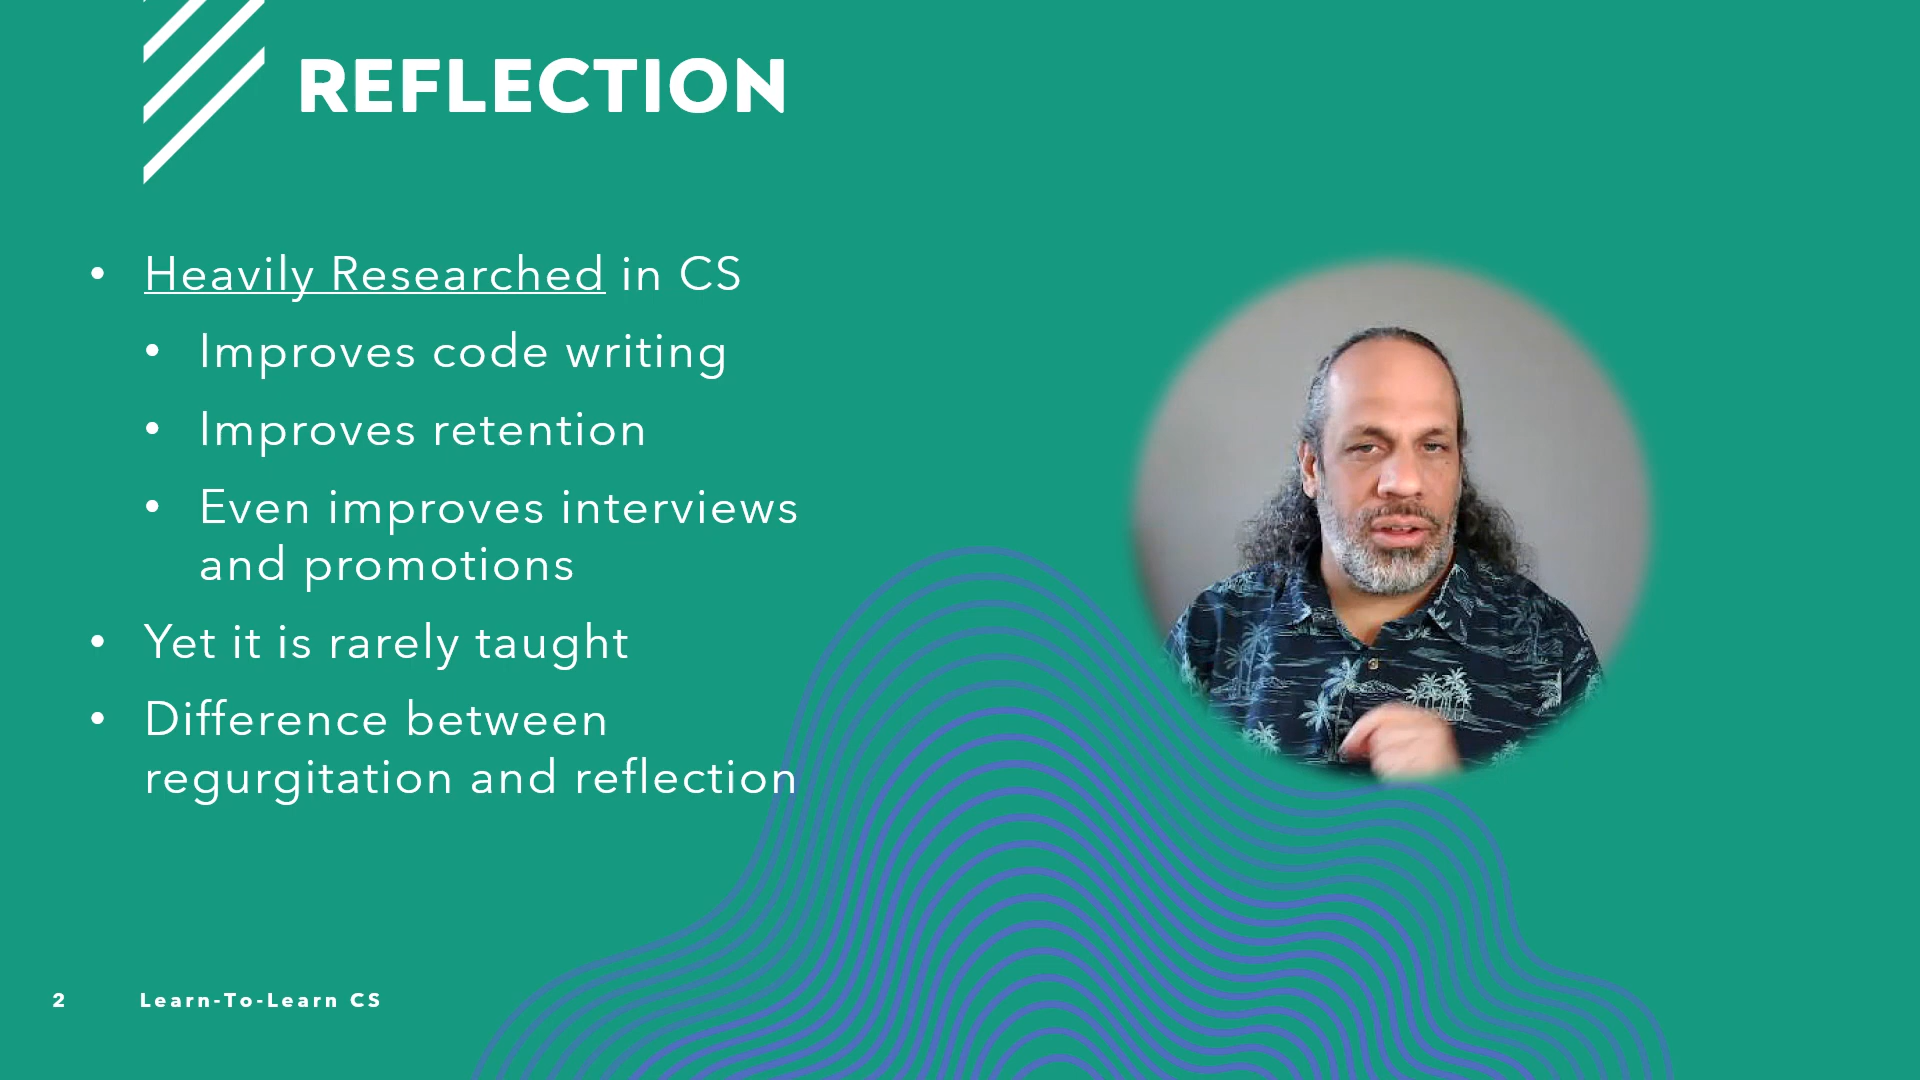 REFLECTION
• Heavily Researched in CS
• Improves code writing
• Improves retention
• Even improves interviews
and promotions
• Yet it is rarely taught
• Difference between
regurgitation and reflection
2 Learn-To-Learn CS